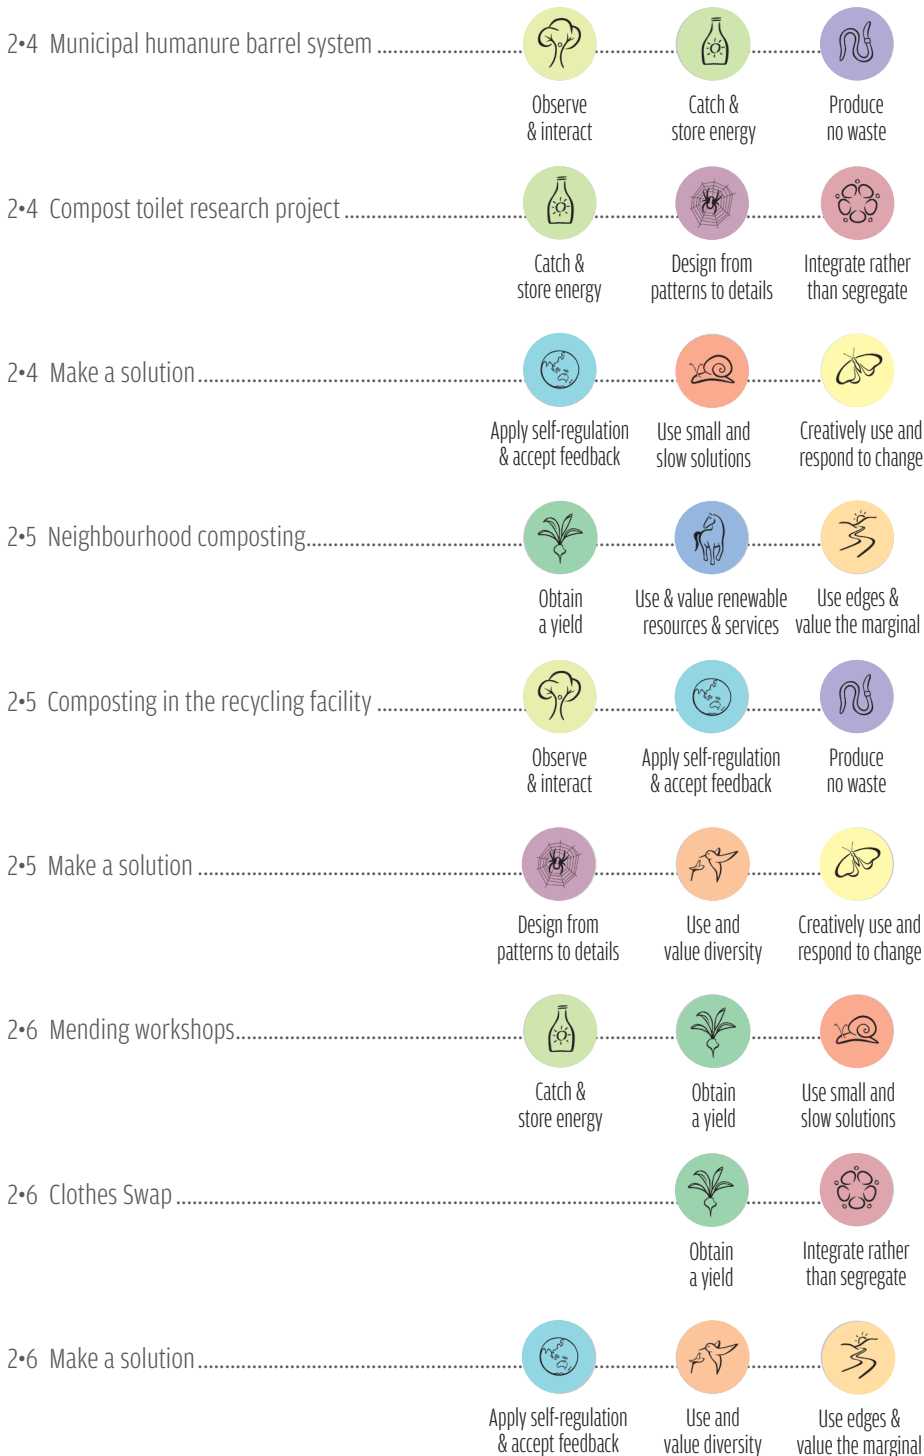 2•4 Municipal humanure barrel system
Observe
& interact
Catch &
store energy
Produce
no waste
2•4 Compost toilet research project
Catch &
store energy
Design from
patterns to details
Integrate rather
than segregate
2•4 Make a solution
Apply self-regulation
& accept feedback
Use small and
slow solutions
Creatively use and
respond to change
2•5 Neighbourhood composting
Obtain
a yield
Use & value renewable
resources & services
Use edges &
value the marginal
2•5 Composting in the recycling facility
Observe
& interact
Apply self-regulation
& accept feedback
Produce
no waste
2•5 Make a solution
Design from
patterns to details
Use and
value diversity
Creatively use and
respond to change
2•6 Mending workshops
Catch &
store energy
Obtain
a yield
Use small and
slow solutions
2•6 Clothes Swap
Obtain
a yield
Integrate rather
than segregate
2•6 Make a solution
Apply self-regulation
& accept feedback
Use and
value diversity
Use edges &
value the marginal